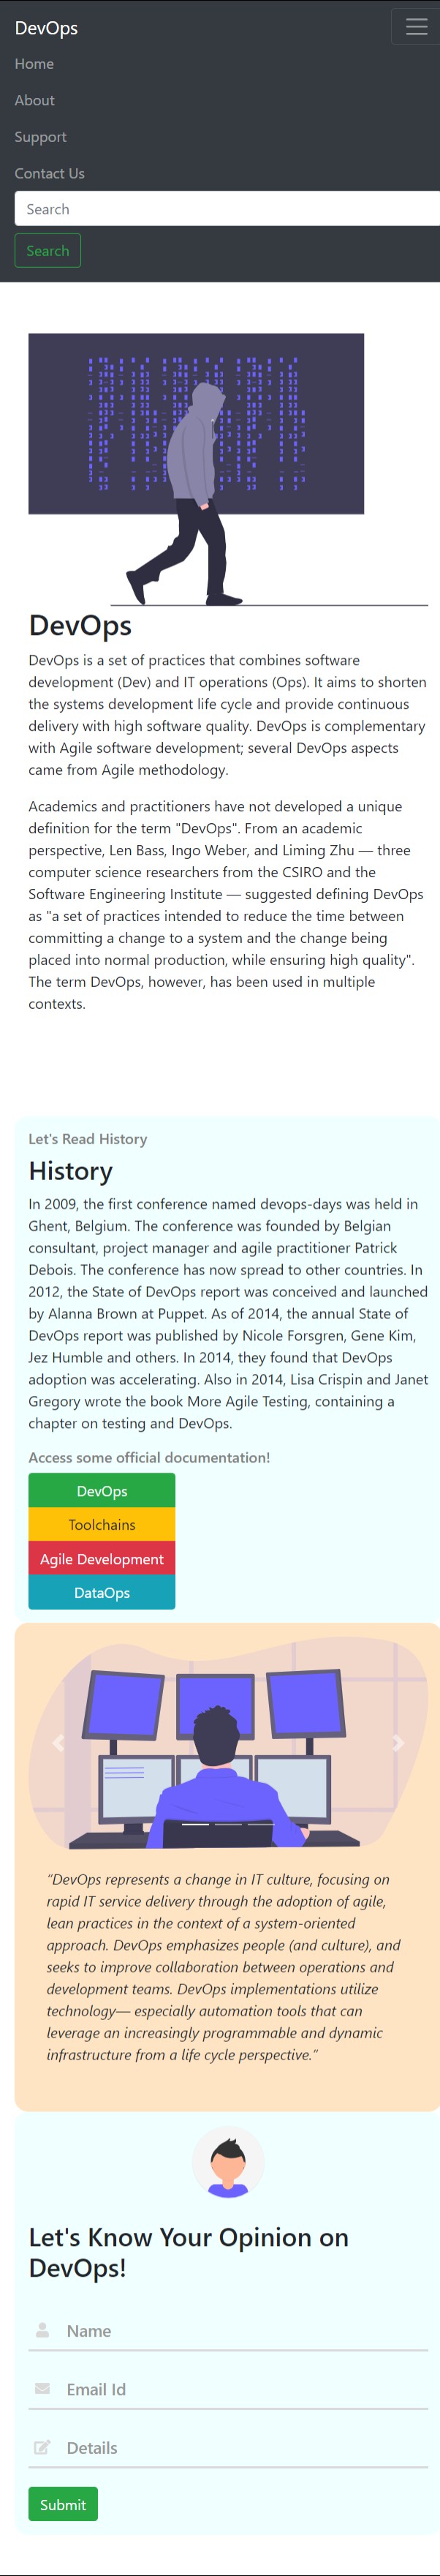 DevOps
Home
About
Support
Contact Us
Search
Search
DevOps
DevOps is a set of practices that combines software
development (Dev) and IT operations (Ops). It aims to shorten
the systems development life cycle and provide continuous
delivery with high software quality. DevOps is complementary
with Agile software development; several DevOps aspects
came from Agile methodology.
Academics and practitioners have not developed a unique
definition for the term "DevOps". From an academic
perspective, Len Bass, Ingo Weber, and Liming Zhu — three
computer science researchers from the CSIRO and the
Software Engineering Institute — suggested defining DevOps
as "a set of practices intended to reduce the time between
committing a change to a system and the change being
placed into normal production, while ensuring high quality".
The term DevOps, however, has been used in multiple
contexts.
Let's Read History
History
In 2009, the first conference named devops-days was held in
Ghent, Belgium. The conference was founded by Belgian
consultant, project manager and agile practitioner Patrick
Debois. The conference has now spread to other countries. In
2012, the State of DevOps report was conceived and launched
by Alanna Brown at Puppet. As of 2014, the annual State of
DevOps report was published by Nicole Forsgren, Gene Kim,
Jez Humble and others. In 2014, they found that DevOps
adoption was accelerating. Also in 2014, Lisa Crispin and Janet
Gregory wrote the book More Agile Testing, containing a
chapter on testing and DevOps.
Access some official documentation!
DevOps
Toolchains
Agile Development
DataOps
“DevOps represents a change in IT culture, focusing on
rapid IT service delivery through the adoption of agile,
lean practices in the context of a system-oriented
approach. DevOps emphasizes people (and culture), and
seeks to improve collaboration between operations and
development teams. DevOps implementations utilize
technology— especially automation tools that can
leverage an increasingly programmable and dynamic
infrastructure from a life cycle perspective.”
Let's Know Your Opinion on
DevOps!
Name
Email Id
Details
Submit